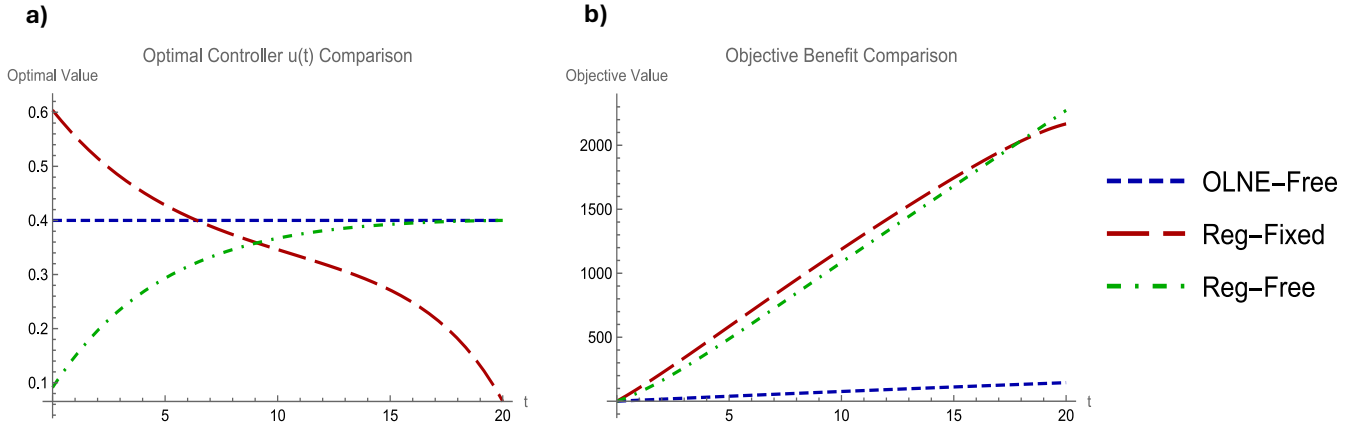 a)
Optimal Controller u(t) Comparison
Optimal Value
0.6
0.5
0.4
0.3
0.2
0.1
5
10
15
20
t
b)
Objective Benefit Comparison
Objective Value
2000
1500
1000
500
5
10
15
20
t
OLNE–Free
Reg–Fixed
Reg–Free